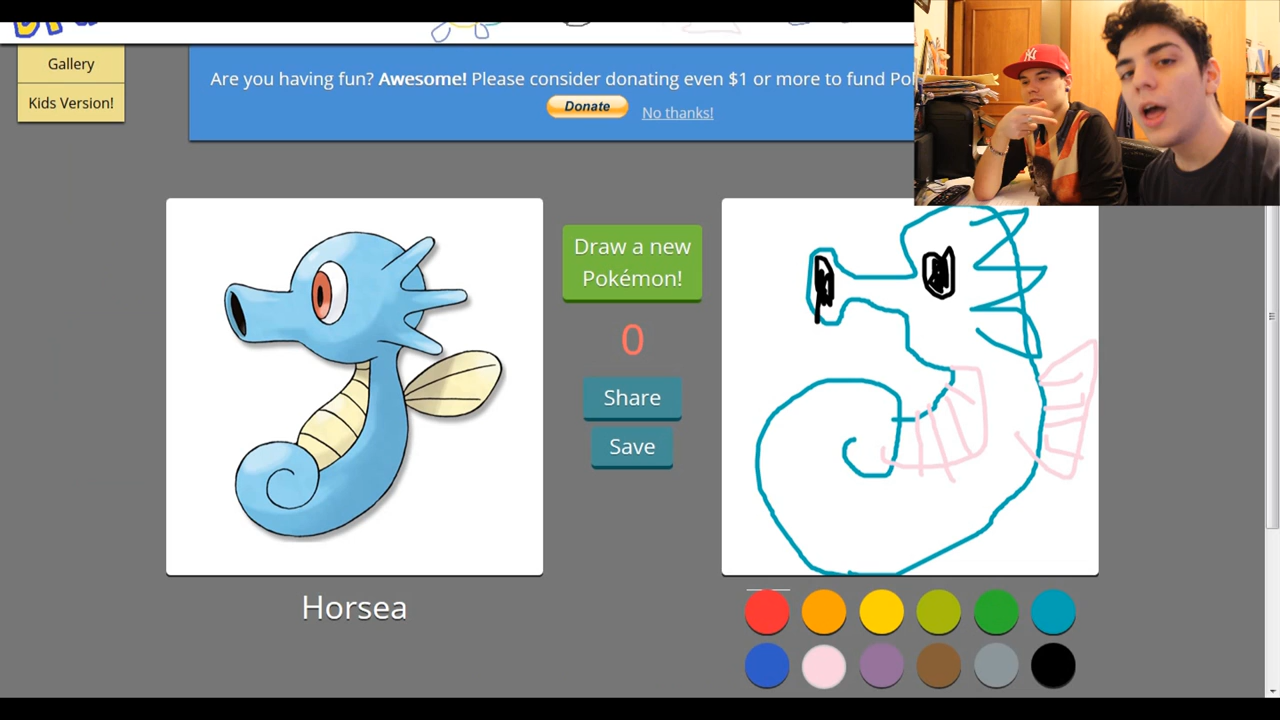 Gallery
Kids Version!
Are you having fun? Awesome! Please consider donating even $1 or more to fund
Donate
No thanks!
Draw a new
Pokémon!
0
Share
Save
Horsea